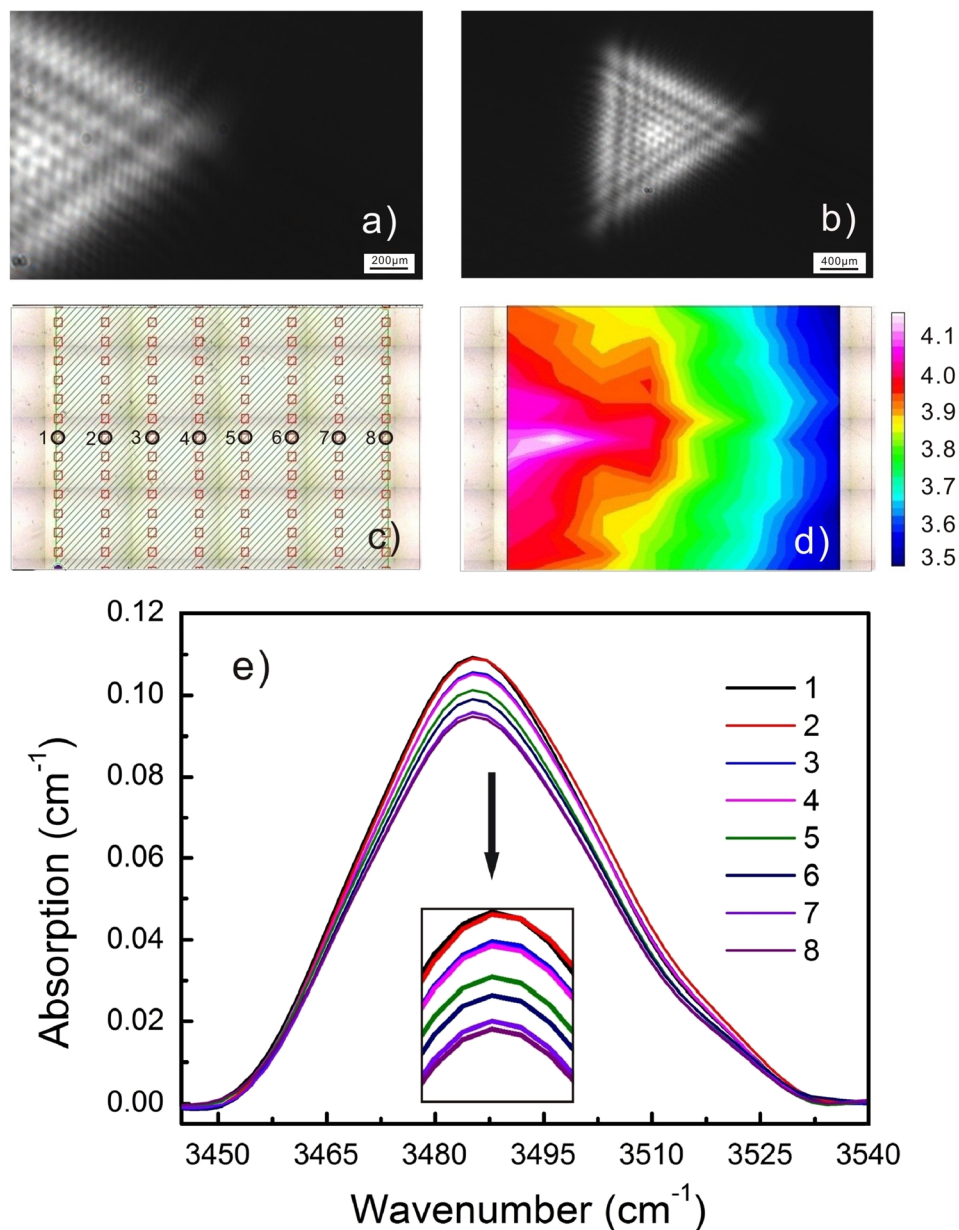 a)
200μm
b)
400μm
1 2 3 4 5 6 7 8
c)
d)
4.1
4.0
3.9
3.8
3.7
3.6
3.5
e)
0.12
0.10
0.08
0.06
0.04
0.02
0.00
Absorption (cm⁻¹)
1
2
3
4
5
6
7
8
3450 3465 3480 3495 3510 3525 3540
Wavenumber (cm⁻¹)